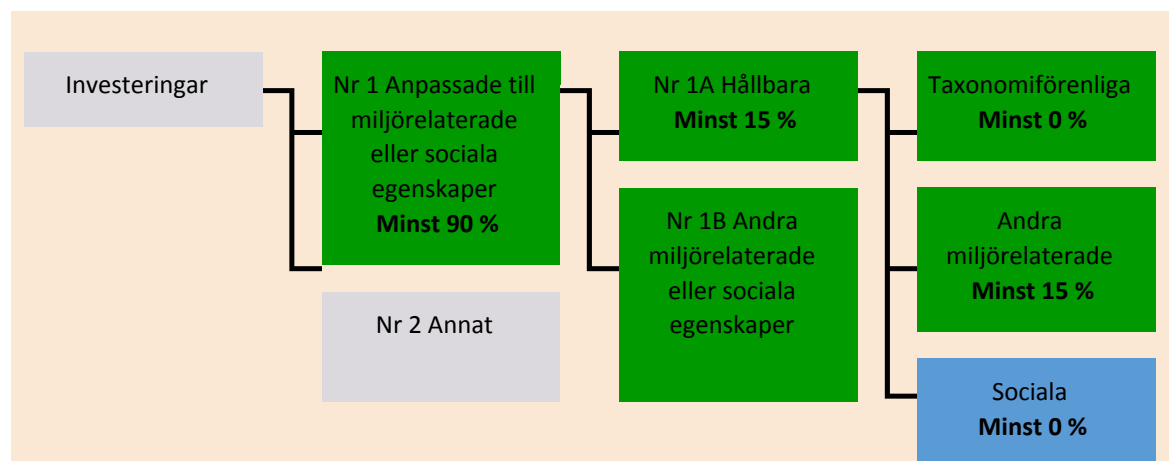 Investeringar
Nr 1 Anpassade till
miljörelaterade
eller sociala
egenskaper
Minst 90 %
Nr 2 Annat
Nr 1A Hållbara
Minst 15 %
Nr 1B Andra
miljörelaterade
eller sociala
egenskaper
Taxonomiförenliga
Minst 0 %
Andra
miljörelaterade
Minst 15 %
Sociala
Minst 0 %